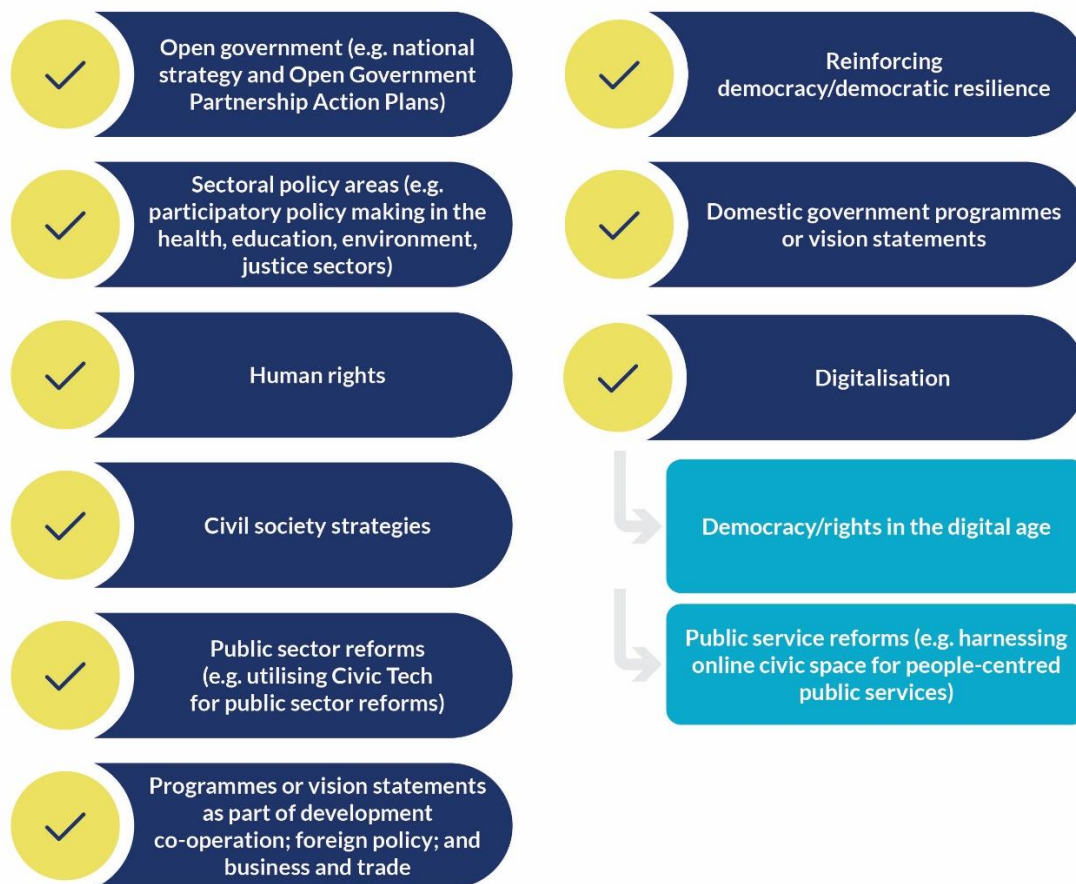 Open government (e.g. national
strategy and Open Government
Partnership Action Plans)
Sectoral policy areas (e.g.
participatory policy making in the
health, education, environment,
justice sectors)
Human rights
Civil society strategies
Public sector reforms
(e.g. utilising Civic Tech
for public sector reforms)
Programmes or vision statements
as part of development
co-operation; foreign policy; and
business and trade
Reinforcing
democracy/democratic resilience
Domestic government programmes
or vision statements
Digitalisation
Democracy/rights in the digital age
Public service reforms (e.g. harnessing
online civic space for people-centred
public services)